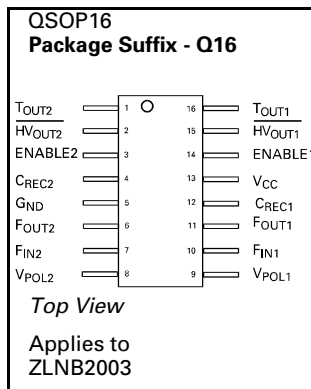 QSOP16
Package Suffix - Q16
TOUT2 1 16 TOUT1
HVOUT2 2 15 HVOUT1
ENABLE2 3 14 ENABLE1
CREC2 4 13 VCC
GND 5 12 CREC1
FOUT2 6 11 FOUT1
FIN2 7 10 FIN1
VPOL2 8 9 VPOL1
Top View
Applies to
ZLNB2003